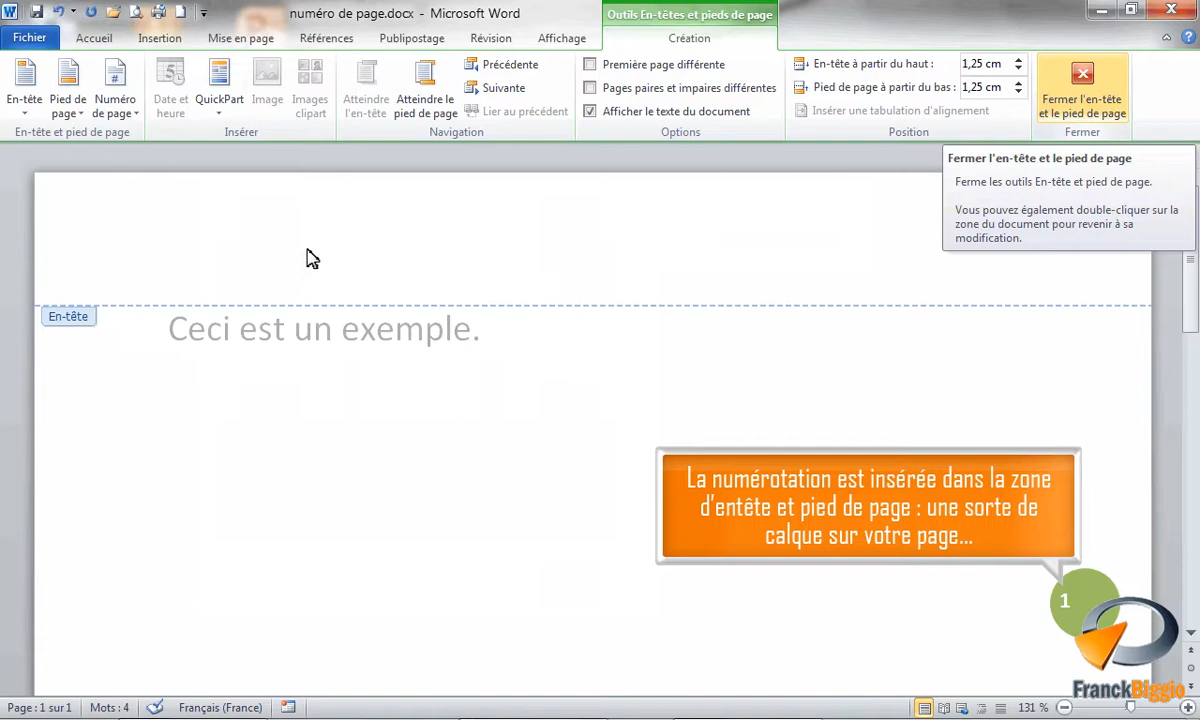 numéro de page.docx - Microsoft Word
Outils En-têtes et pieds de page
Fichier Accueil Insertion Mise en page Références Publipostage Révision Affichage Création
En-tête
Pied de page
Numéro de page
En-tête et pied de page
Date et heure
QuickPart
Image
Images clipart
Insérer
Atteindre l'en-tête
Atteindre le pied de page
Précédente
Suivante
Lier au précédent
Navigation
Première page différente
Pages paires et impaires différentes
Afficher le texte du document
Options
En-tête à partir du haut : 1,25 cm
Pied de page à partir du bas : 1,25 cm
Insérer une tabulation d'alignement
Position
Fermer l'en-tête
et le pied de page
Fermer
Fermer l'en-tête et le pied de page
Ferme les outils En-tête et pied de page.
Vous pouvez également double-cliquer sur la
zone du document pour revenir à sa
modification.
En-tête
Ceci est un exemple.
La numérotation est insérée dans la zone
d'entête et pied de page : une sorte de
calque sur votre page...
1
FranckBiggio
Page : 1 sur 1 Mots : 4 Français (France) 131 %